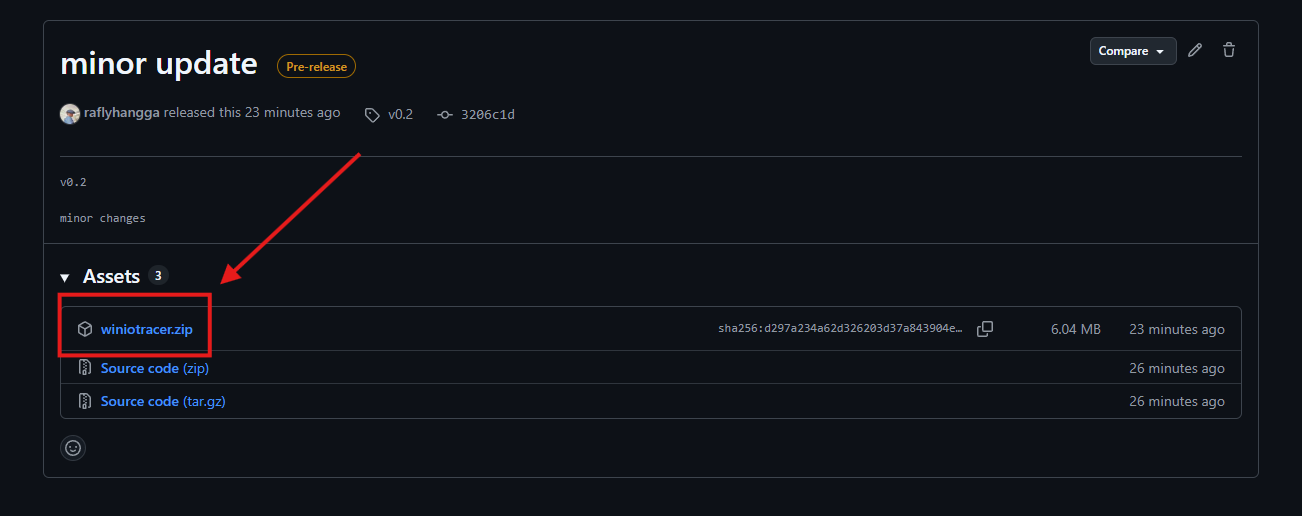 minor update Pre-release Compare
raflyhangga released this 23 minutes ago v0.2 3206c1d
v0.2
minor changes
Assets 3
winiotracer.zip sha256:d297a234a62d326203d37a843904e… 6.04 MB 23 minutes ago
Source code (zip) 26 minutes ago
Source code (tar.gz) 26 minutes ago